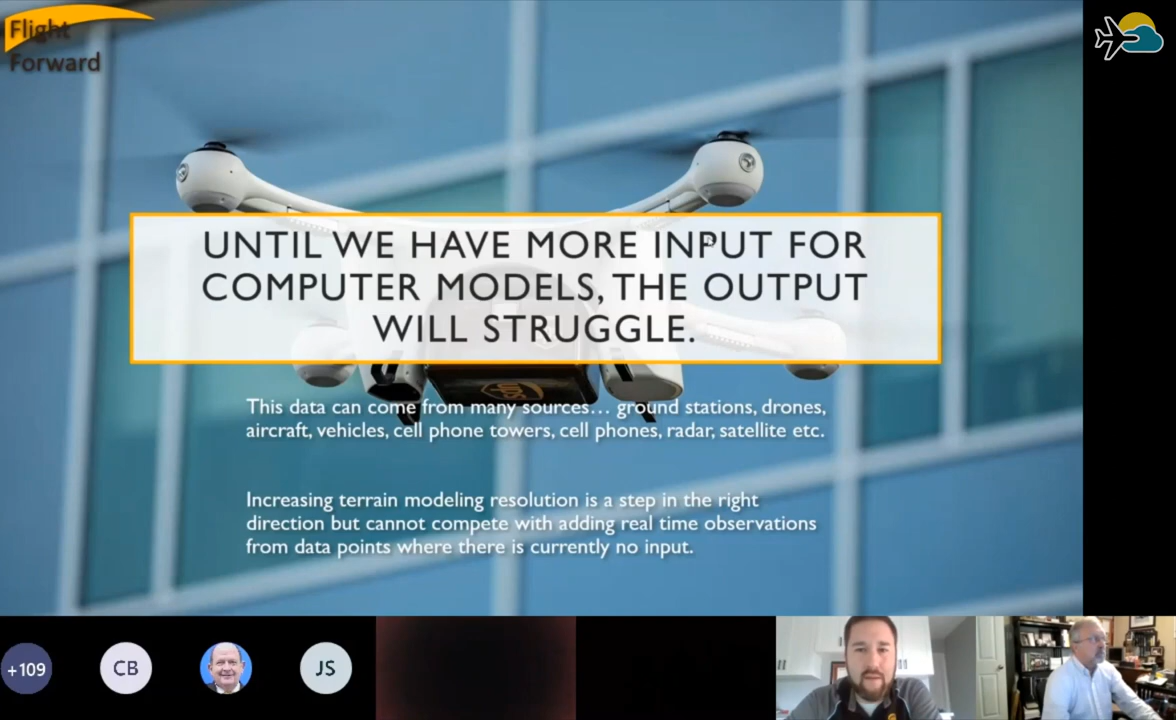 Flight
Forward
UNTIL WE HAVE MORE INPUT FOR
COMPUTER MODELS, THE OUTPUT
WILL STRUGGLE.
ups
This data can come from many sources... ground stations, drones,
aircraft, vehicles, cell phone towers, cell phones, radar, satellite etc.
Increasing terrain modeling resolution is a step in the right
direction but cannot compete with adding real time observations
from data points where there is currently no input.
+109
CB
JS